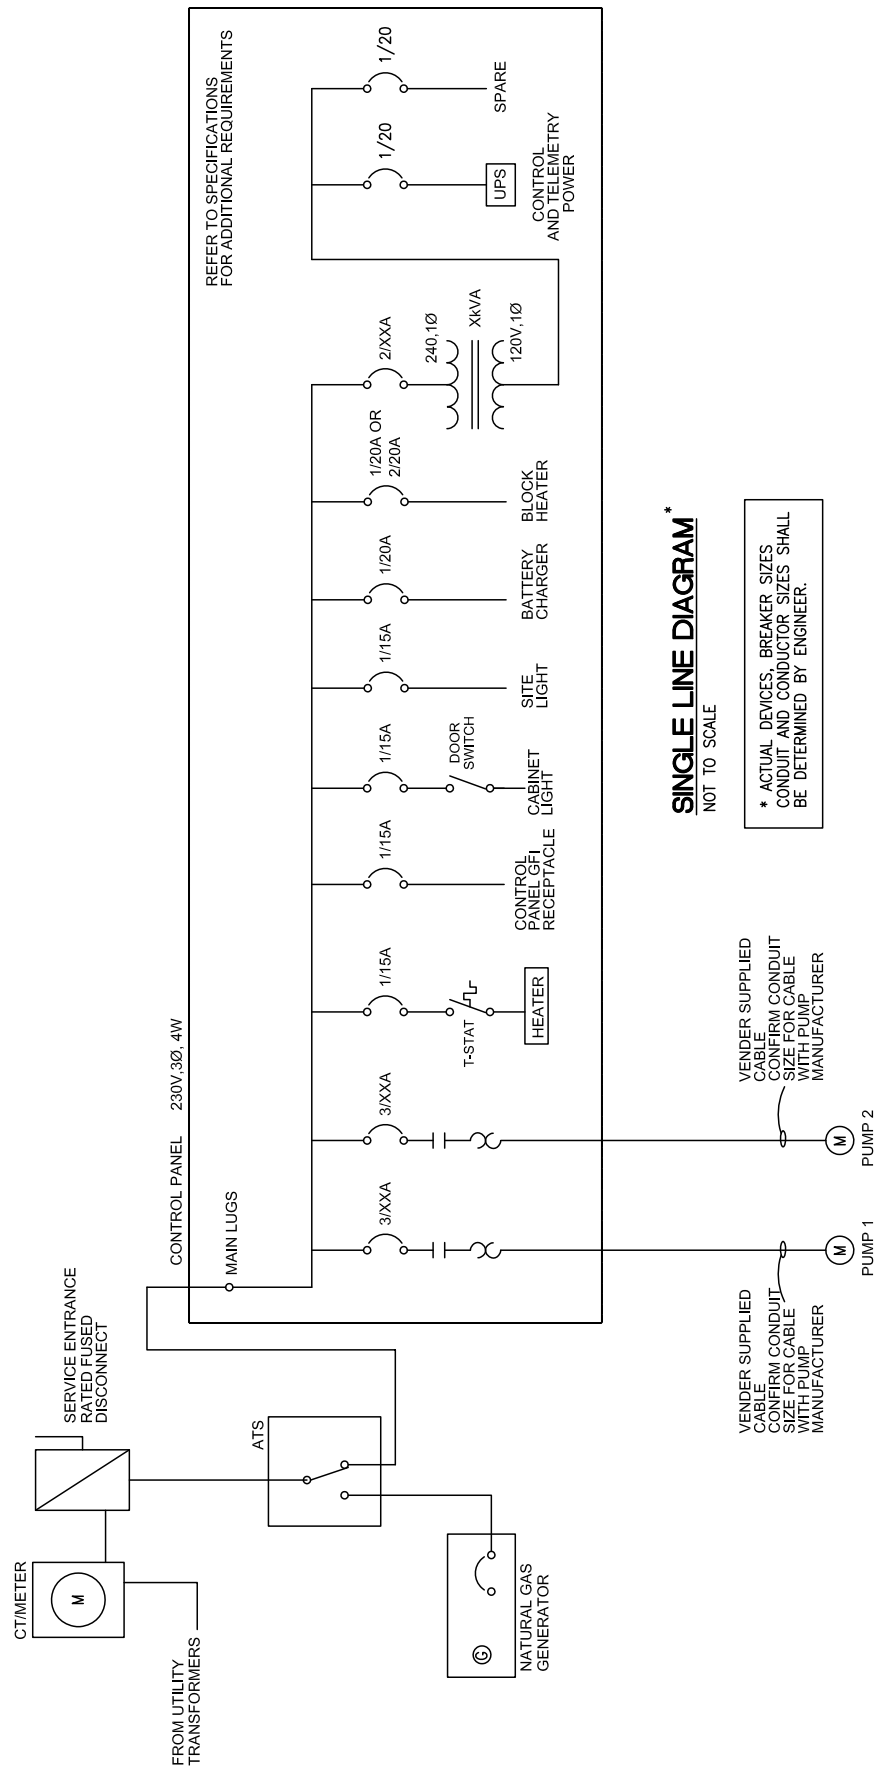 FROM UTILITY
TRANSFORMERS
CT/METER
M
SERVICE ENTRANCE
RATED FUSED
DISCONNECT
ATS
G
NATURAL GAS
GENERATOR
CONTROL PANEL 230V,3Ø, 4W
MAIN LUGS
REFER TO SPECIFICATIONS
FOR ADDITIONAL REQUIREMENTS
3/XXA
3/XXA
1/15A
T-STAT
HEATER
1/15A
CONTROL
PANEL GFI
RECEPTACLE
1/15A
DOOR
SWITCH
CABINET
LIGHT
1/15A
SITE
LIGHT
1/20A
BATTERY
CHARGER
1/20A OR
2/20A
BLOCK
HEATER
2/XXA
240,1Ø
XkVA
120V,1Ø
1/20
UPS
CONTROL
AND TELEMETRY
POWER
1/20
SPARE
VENDER SUPPLIED
CABLE
CONFIRM CONDUIT
SIZE FOR CABLE
WITH PUMP
MANUFACTURER
M
PUMP 1
VENDER SUPPLIED
CABLE
CONFIRM CONDUIT
SIZE FOR CABLE
WITH PUMP
MANUFACTURER
M
PUMP 2
SINGLE LINE DIAGRAM *
NOT TO SCALE
* ACTUAL DEVICES, BREAKER SIZES
CONDUIT AND CONDUCTOR SIZES SHALL
BE DETERMINED BY ENGINEER.